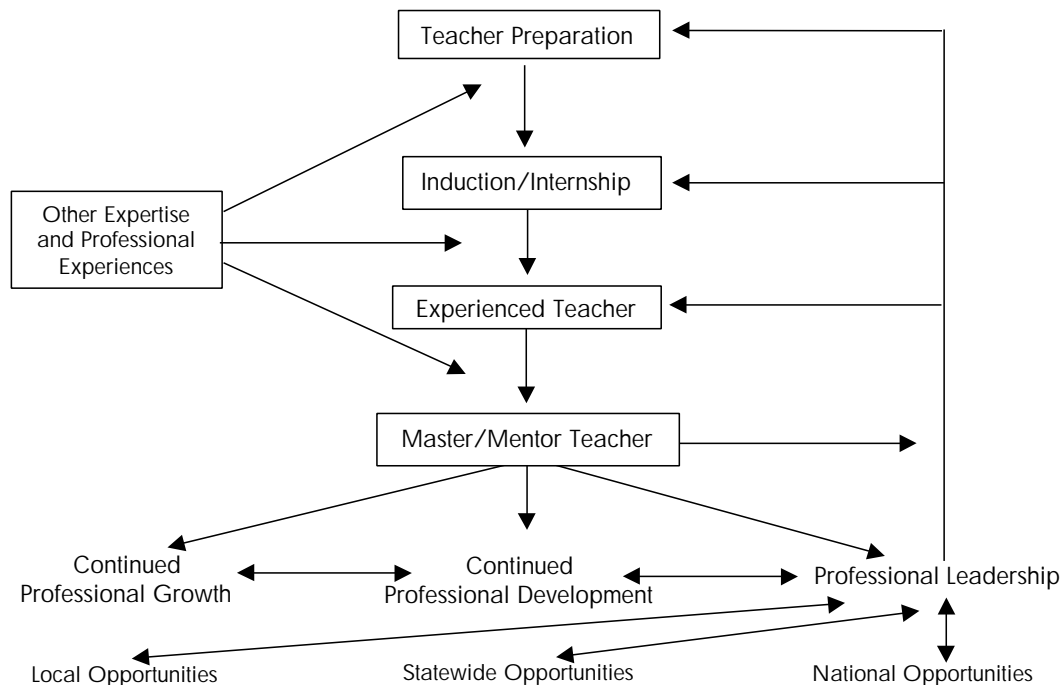 Teacher Preparation
Induction/Internship
Other Expertise
and Professional
Experiences
Experienced Teacher
Master/Mentor Teacher
Continued
Professional Growth
Continued
Professional Development
Professional Leadership
Local Opportunities
Statewide Opportunities
National Opportunities